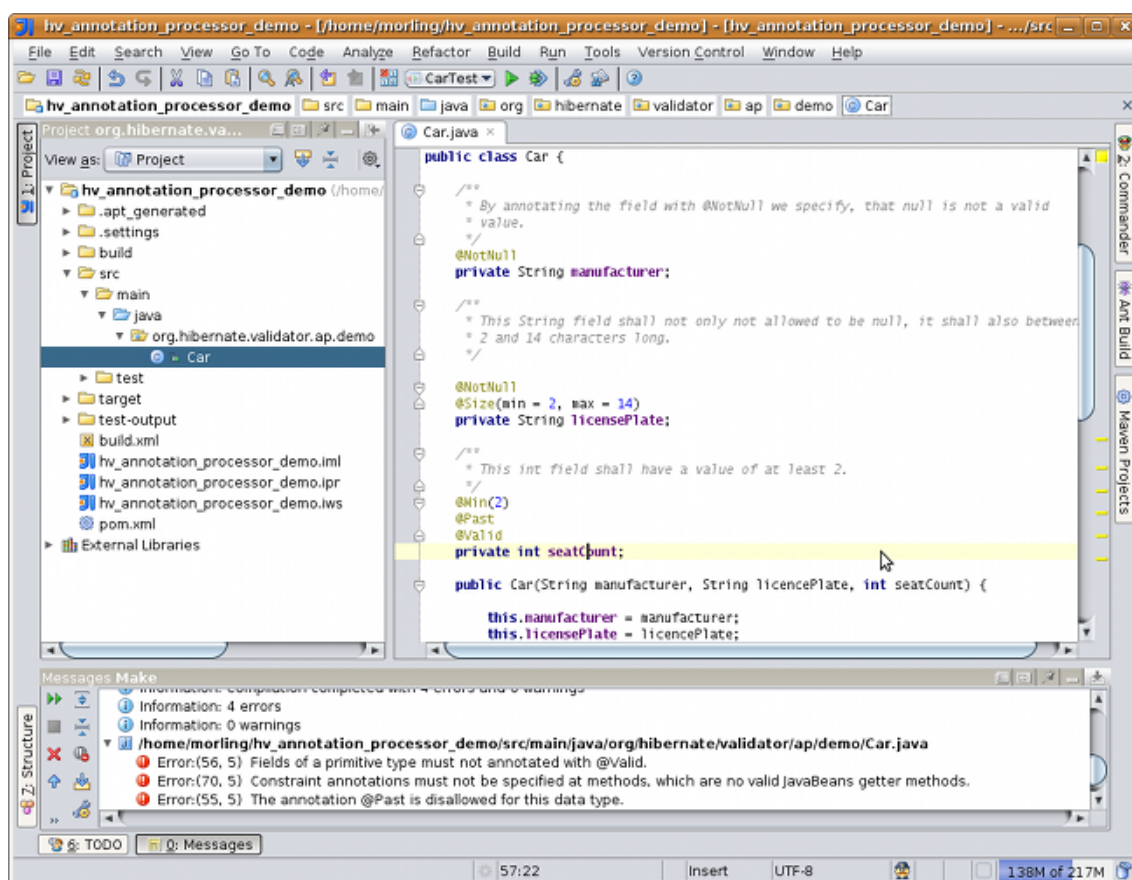 hv_annotation_processor_demo - [/home/morling/hv_annotation_processor_demo] - [hv_annotation_processor_demo] - .../src
File Edit Search View Go To Code Analyze Refactor Build Run Tools Version Control Window Help
CarTest
hv_annotation_processor_demo src main java org hibernate validator ap demo Car
1: Project
Project org.hibernate.va...
View as: Project
hv_annotation_processor_demo (/home/
.apt_generated
.settings
build
src
main
java
org.hibernate.validator.ap.demo
Car
test
target
test-output
build.xml
hv_annotation_processor_demo.iml
hv_annotation_processor_demo.ipr
hv_annotation_processor_demo.iws
pom.xml
External Libraries
Car.java
public class Car {
/**
* By annotating the field with @NotNull we specify, that null is not a valid
* value.
*/
@NotNull
private String manufacturer;
/**
* This String field shall not only not allowed to be null, it shall also between
* 2 and 14 characters long.
*/
@NotNull
@Size(min = 2, max = 14)
private String licensePlate;
/**
* This int field shall have a value of at least 2.
*/
@Min(2)
@Past
@Valid
private int seatCount;
public Car(String manufacturer, String licencePlate, int seatCount) {
this.manufacturer = manufacturer;
this.licensePlate = licencePlate;
2: Commander
Ant Build
Maven Projects
Messages Make
Information: Compilation completed with 4 errors and 0 warnings
Information: 4 errors
Information: 0 warnings
/home/morling/hv_annotation_processor_demo/src/main/java/org/hibernate/validator/ap/demo/Car.java
Error:(56, 5) Fields of a primitive type must not annotated with @Valid.
Error:(70, 5) Constraint annotations must not be specified at methods, which are no valid JavaBeans getter methods.
Error:(55, 5) The annotation @Past is disallowed for this data type.
Z: Structure
6: TODO 0: Messages
57:22 Insert UTF-8 138M of 217M